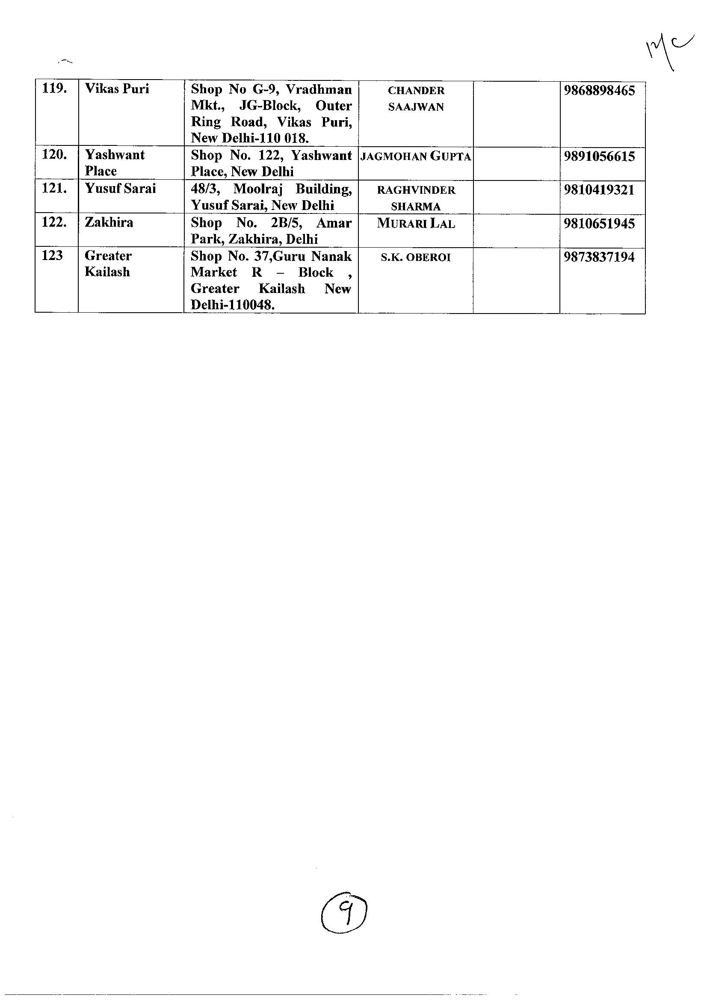 119. Vikas Puri Shop No G-9, Vradhman CHANDER 9868898465
Mkt., JG-Block, Outer SAAJWAN
Ring Road, Vikas Puri,
New Delhi-110 018.
120. Yashwant Shop No. 122, Yashwant JAGMOHAN GUPTA 9891056615
Place Place, New Delhi
121. Yusuf Sarai 48/3, Moolraj Building, RAGHVINDER 9810419321
Yusuf Sarai, New Delhi SHARMA
122. Zakhira Shop No. 2B/5, Amar MURARI LAL 9810651945
Park, Zakhira, Delhi
123 Greater Shop No. 37,Guru Nanak S.K. OBEROI 9873837194
Kailash Market R – Block ,
Greater Kailash New
Delhi-110048.
9